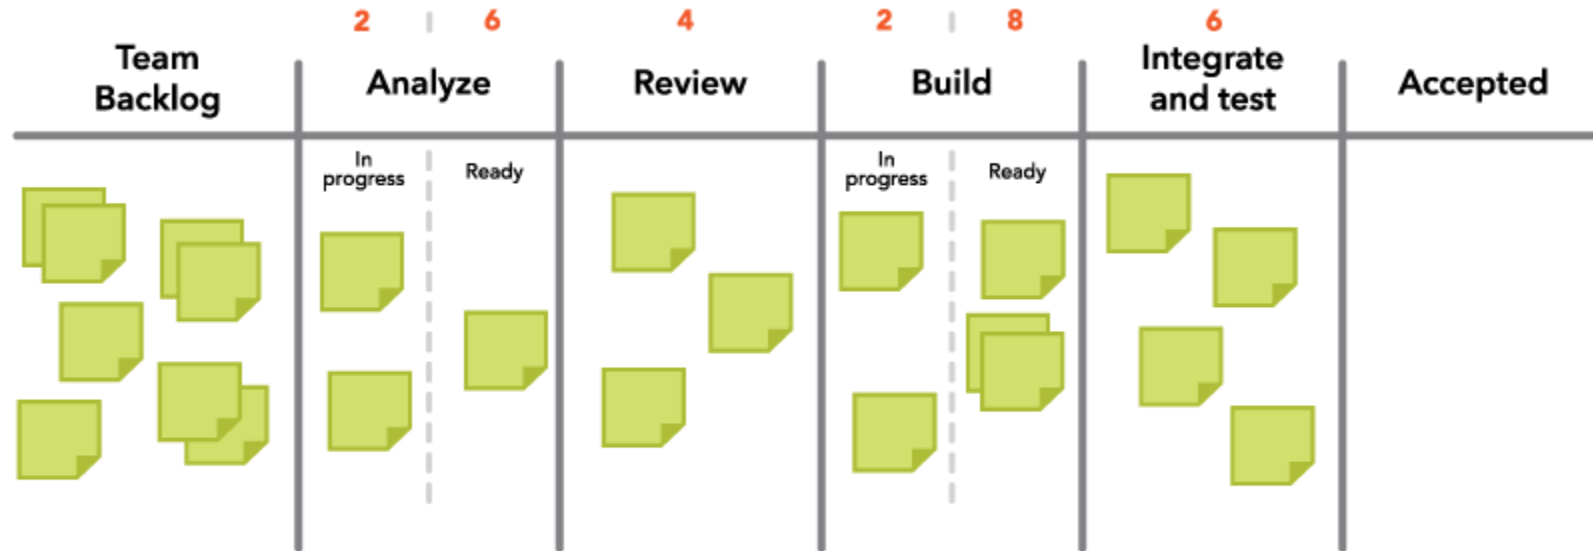 2 6 4 2 8 6
Team
Backlog
Analyze
Review
Build
Integrate
and test
Accepted
In
progress
Ready
In
progress
Ready